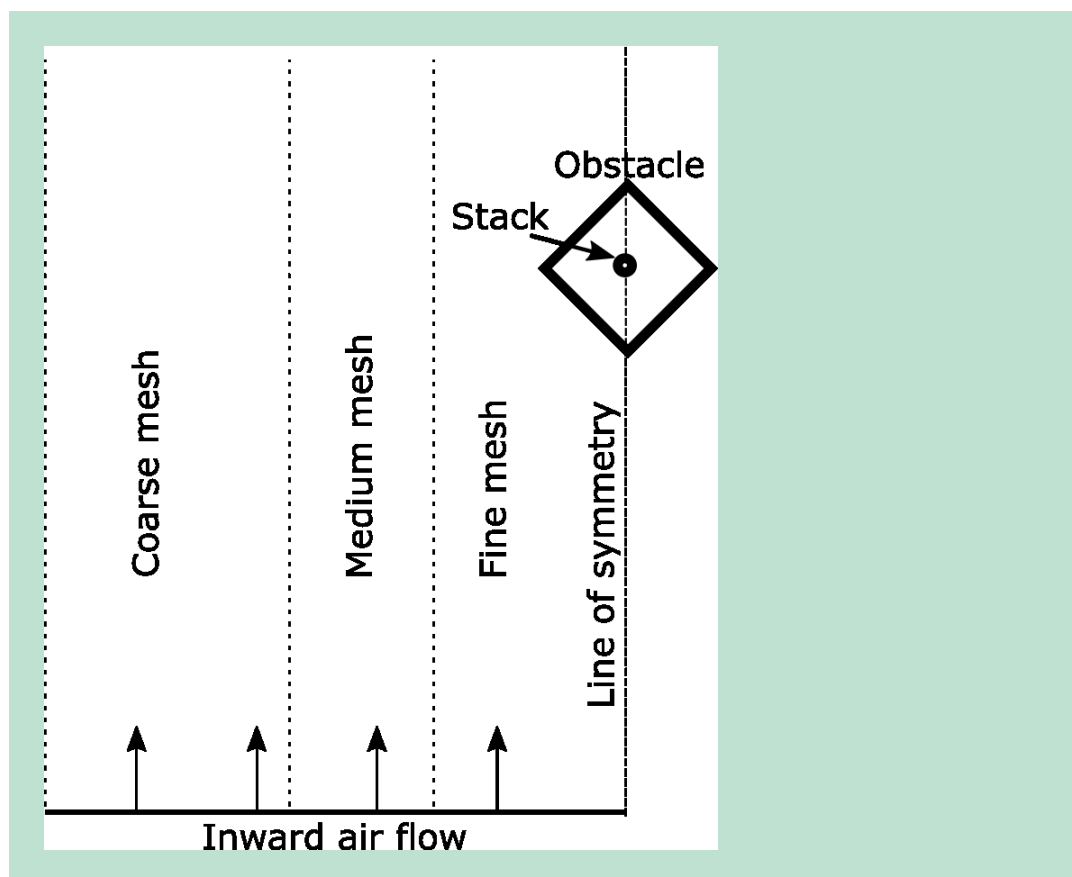 Obstacle
Stack
Coarse mesh
Medium mesh
Fine mesh
Line of symmetry
Inward air flow